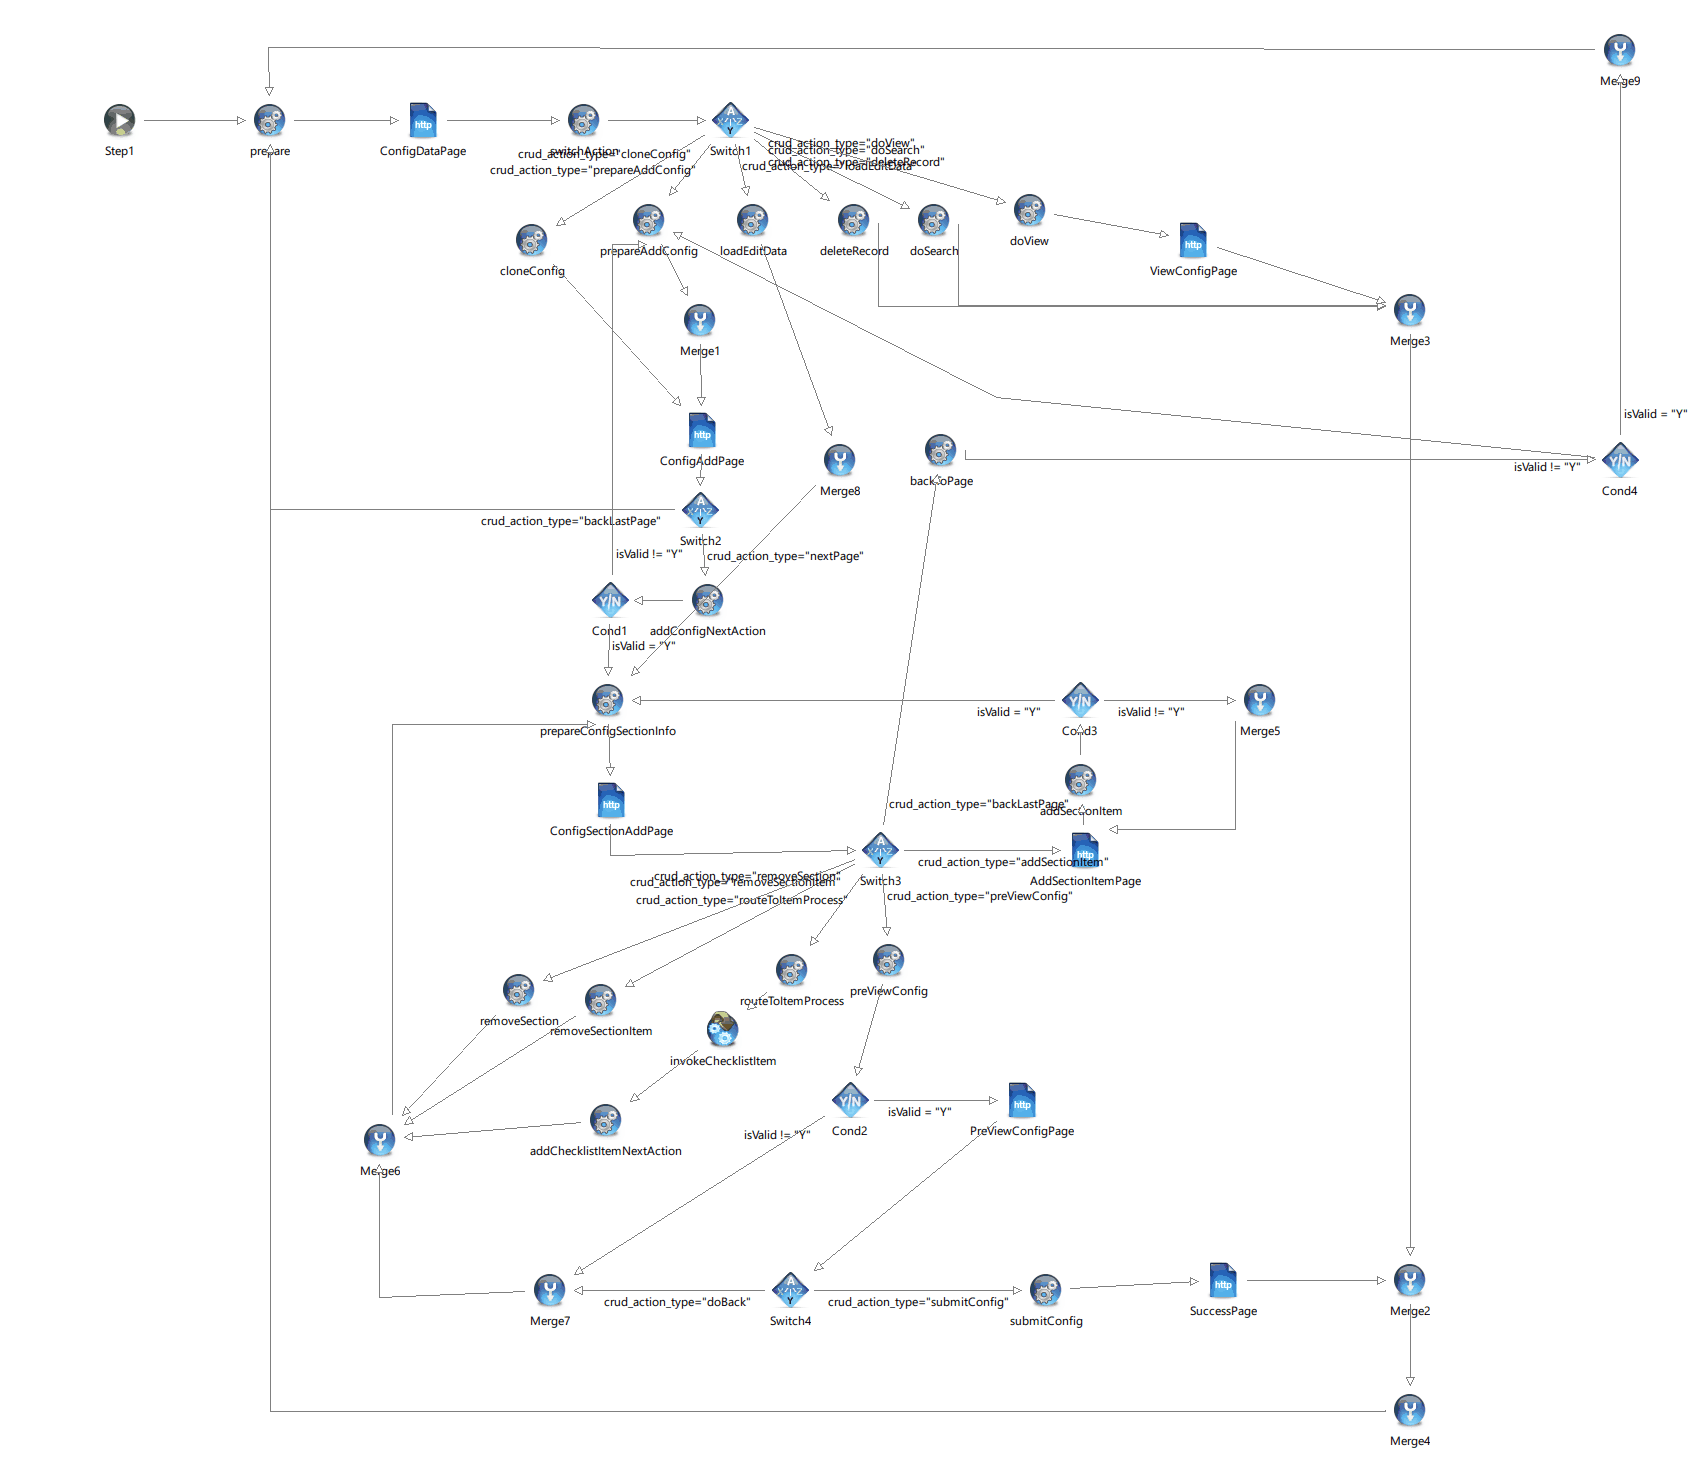 Merge9
Step1
prepare
ConfigDataPage
switchAction
Switch1
crud_action_type="doView"
crud_action_type="doSearch"
crud_action_type="cloneConfig"
crud_action_type="deleteRecord"
crud_action_type="loadEditData"
crud_action_type="prepareAddConfig"
doView
prepareAddConfig
loadEditData
deleteRecord
doSearch
cloneConfig
http
ViewConfigPage
Merge3
Merge1
isValid = "Y"
http
ConfigAddPage
isValid != "Y"
backtoPage
Merge8
Cond4
crud_action_type="backLastPage"
Switch2
isValid != "Y"
crud_action_type="nextPage"
Y/N
Cond1
addConfigNextAction
isValid = "Y"
isValid = "Y"
isValid != "Y"
prepareConfigSectionInfo
Cond3
Merge5
http
crud_action_type="backLastPage"
addSectionItem
ConfigSectionAddPage
http
crud_action_type="addSectionItem"
crud_action_type="removeSection"
crud_action_type="removeSectionItem"
Switch3
AddSectionItemPage
crud_action_type="preViewConfig"
crud_action_type="routeToItemProcess"
preViewConfig
routeToItemProcess
removeSection
removeSectionItem
invokeChecklistItem
Y/N
http
isValid = "Y"
Cond2
PreViewConfigPage
isValid != "Y"
addChecklistItemNextAction
Merge6
http
crud_action_type="doBack"
crud_action_type="submitConfig"
SuccessPage
Merge2
Merge7
Switch4
submitConfig
Merge4